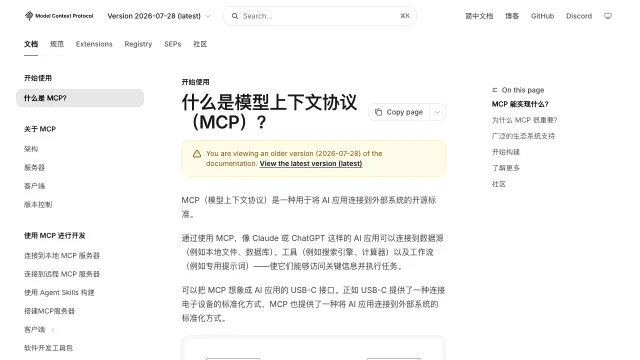 Model Context Protocol
Version 2026-07-28 (latest)
Search...
⌘K
简中文档
博客
GitHub
Discord
文档
规范
Extensions
Registry
SEPs
社区
开始使用
什么是 MCP?
关于 MCP
架构
服务器
客户端
版本控制
使用 MCP 进行开发
连接到本地 MCP 服务器
连接到远程 MCP 服务器
使用 Agent Skills 构建
搭建MCP服务器
客户端
软件开发工具包
开始使用
什么是模型上下文协议
（MCP）？
Copy page
You are viewing an older version (2026-07-28) of the
documentation. View the latest version (latest)
MCP（模型上下文协议）是一种用于将 AI 应用连接到外部系统的开源标
准。
通过使用 MCP，像 Claude 或 ChatGPT 这样的 AI 应用可以连接到数据源
（例如本地文件、数据库）、工具（例如搜索引擎、计算器）以及工作流
（例如专用提示词）——使它们能够访问关键信息并执行任务。
可以把 MCP 想象成 AI 应用的 USB-C 接口。正如 USB-C 提供了一种连接
电子设备的标准化方式，MCP 也提供了一种将 AI 应用连接到外部系统的
标准化方式。
On this page
MCP 能实现什么？
为什么 MCP 很重要？
广泛的生态系统支持
开始构建
了解更多
社区